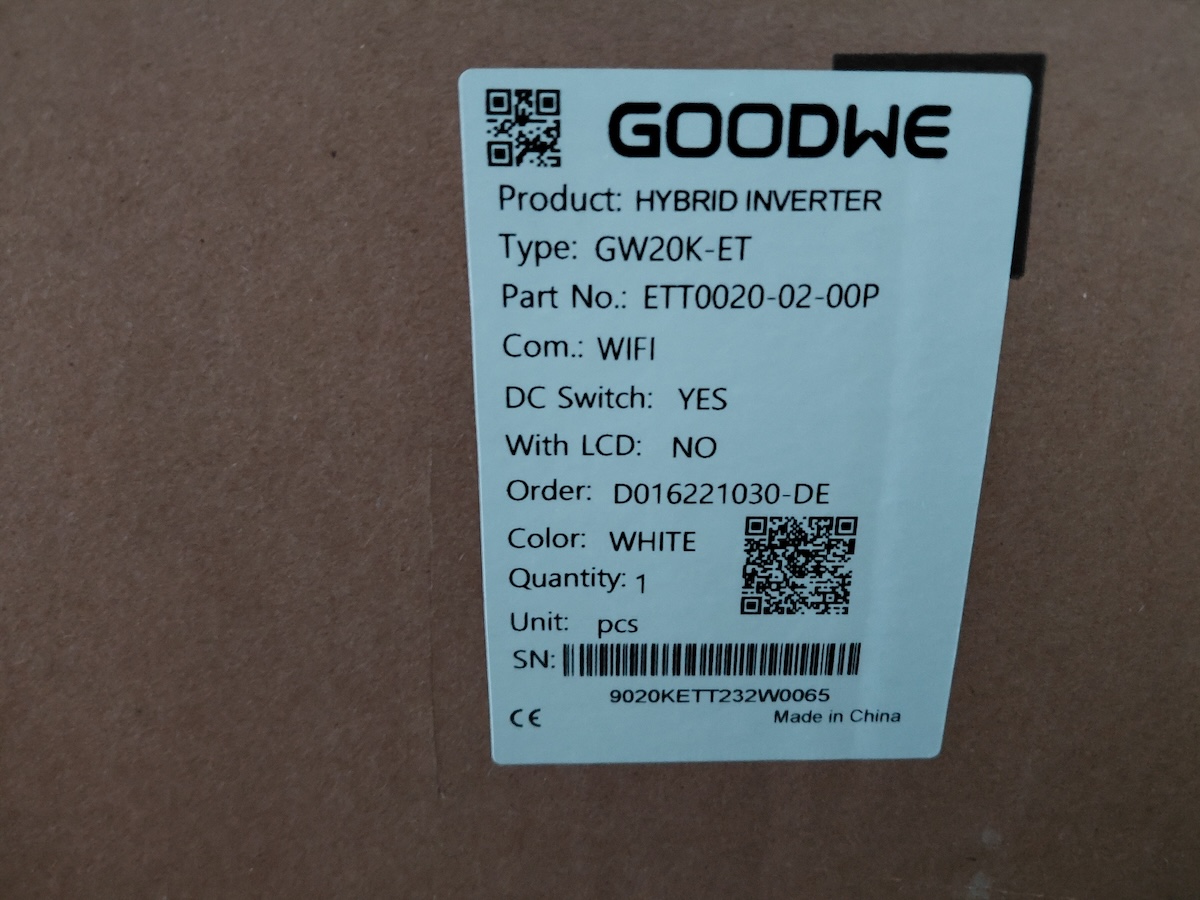 GOODWE
Product: HYBRID INVERTER
Type: GW20K-ET
Part No.: ETT0020-02-00P
Com.: WIFI
DC Switch: YES
With LCD: NO
Order: D016221030-DE
Color: WHITE
Quantity: 1
Unit: pcs
SN:
9020KETT232W0065
CE Made in China